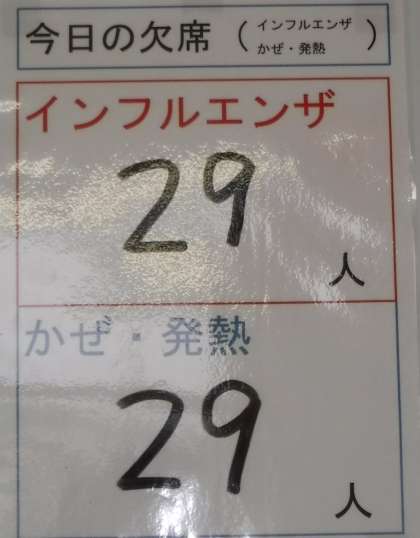 今日の欠席（インフルエンザ
かぜ・発熱）
インフルエンザ
29
人
かぜ・発熱
29
人